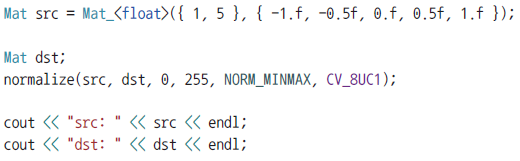 Mat src = Mat_<float>({ 1, 5 }, { -1.f, -0.5f, 0.f, 0.5f, 1.f });
Mat dst;
normalize(src, dst, 0, 255, NORM_MINMAX, CV_8UC1);
cout << "src: " << src << endl;
cout << "dst: " << dst << endl;